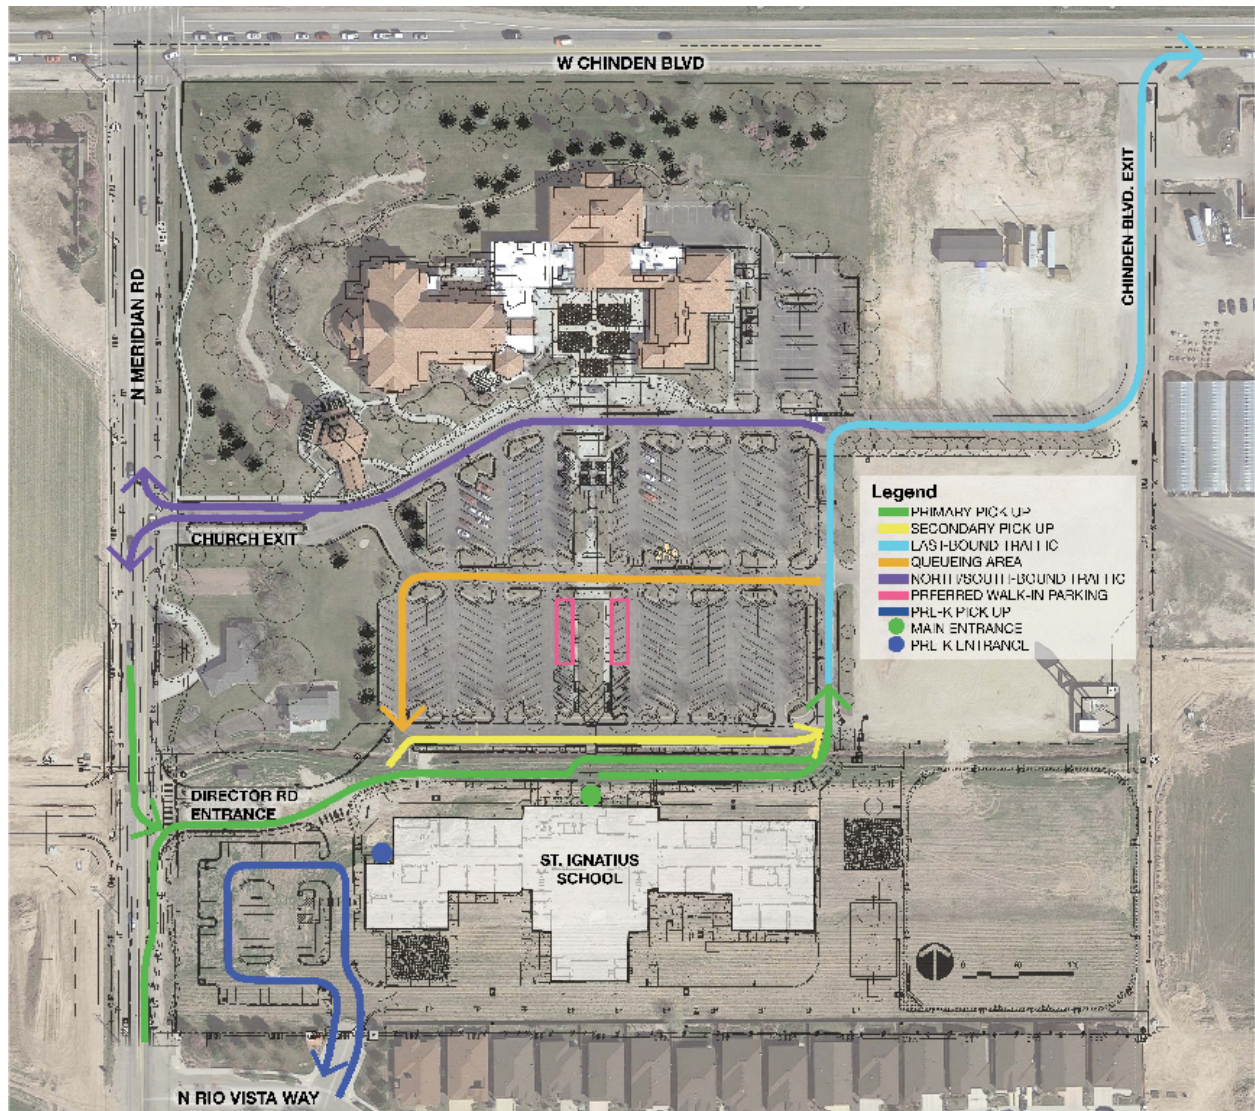 W CHINDEN BLVD
N MERIDIAN RD
CHINDEN BLVD. EXIT
CHURCH EXIT
Legend
PRIMARY PICK UP
SECONDARY PICK UP
EAST-BOUND TRAFFIC
QUEUEING AREA
NORTH/SOUTH-BOUND TRAFFIC
PREFERRED WALK-IN PARKING
PRE-K PICK UP
MAIN ENTRANCE
PRE-K ENTRANCE
DIRECTOR RD
ENTRANCE
ST. IGNATIUS
SCHOOL
N RIO VISTA WAY